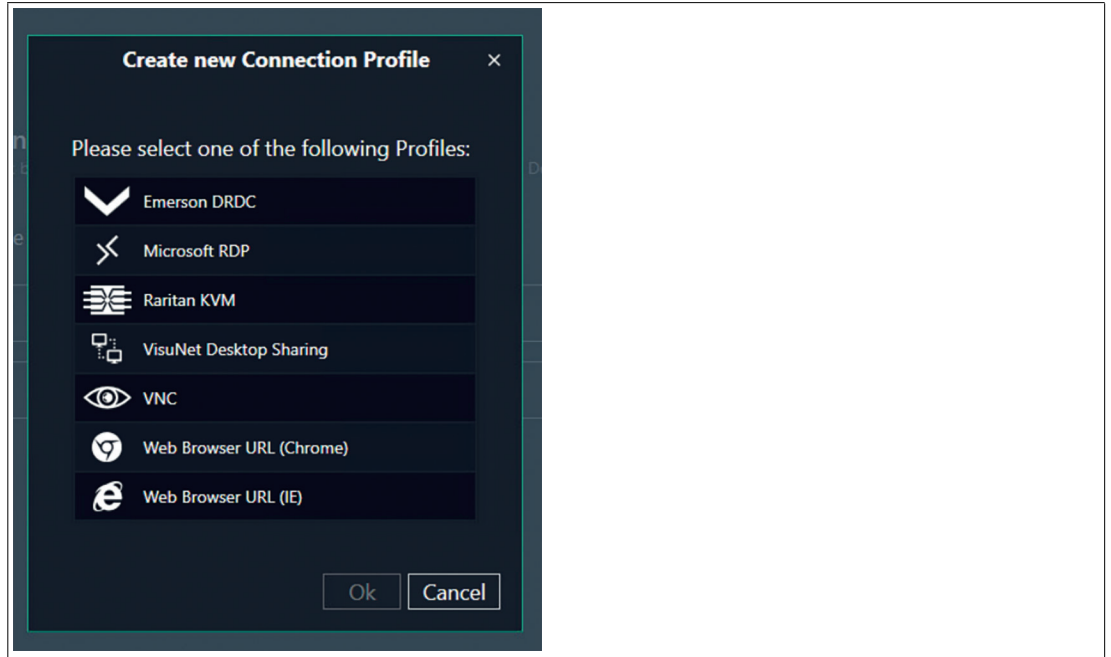 Create new Connection Profile
Please select one of the following Profiles:
Emerson DRDC
Microsoft RDP
Raritan KVM
VisuNet Desktop Sharing
VNC
Web Browser URL (Chrome)
Web Browser URL (IE)
Ok Cancel